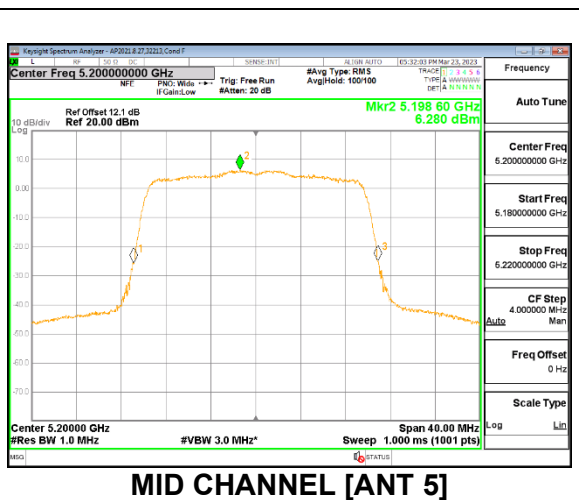 Keysight Spectrum Analyzer - AP2021.8.27,32213,Cond F
L RF 50 Ω DC SENSE:INT ALIGN AUTO 05:32:03 PM Mar 23, 2023
Center Freq 5.200000000 GHz #Avg Type: RMS TRACE 1 2 3 4 5 6
NFE PNO: Wide Trig: Free Run Avg|Hold: 100/100 TYPE A WWWWW
IFGain:Low #Atten: 20 dB DET A N N N N N
Frequency
Auto Tune
Mkr2 5.198 60 GHz
6.280 dBm
Ref Offset 12.1 dB
10 dB/div Ref 20.00 dBm
Log
10.0
0.00
-10.0
-20.0
-30.0
-40.0
-50.0
-60.0
-70.0
1
2
3
Center 5.20000 GHz Span 40.00 MHz
#Res BW 1.0 MHz #VBW 3.0 MHz* Sweep 1.000 ms (1001 pts)
MSG STATUS
Center Freq
5.200000000 GHz
Start Freq
5.180000000 GHz
Stop Freq
6.220000000 GHz
CF Step
4.000000 MHz
Auto Man
Freq Offset
0 Hz
Scale Type
Log Lin
MID CHANNEL [ANT 5]